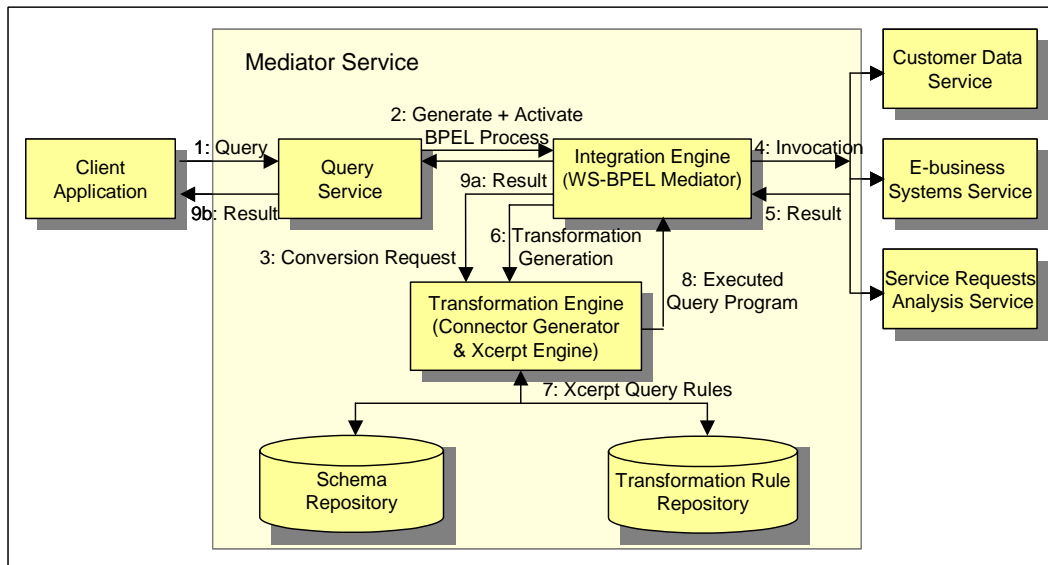 Mediator Service
Customer Data
Service
2: Generate + Activate
BPEL Process
1: Query
4: Invocation
Client
Application
Query
Service
Integration Engine
(WS-BPEL Mediator)
E-business
Systems Service
9a: Result
9b: Result
5: Result
6: Transformation
Generation
3: Conversion Request
8: Executed
Query Program
Service Requests
Analysis Service
Transformation Engine
(Connector Generator
& Xcerpt Engine)
7: Xcerpt Query Rules
Schema
Repository
Transformation Rule
Repository